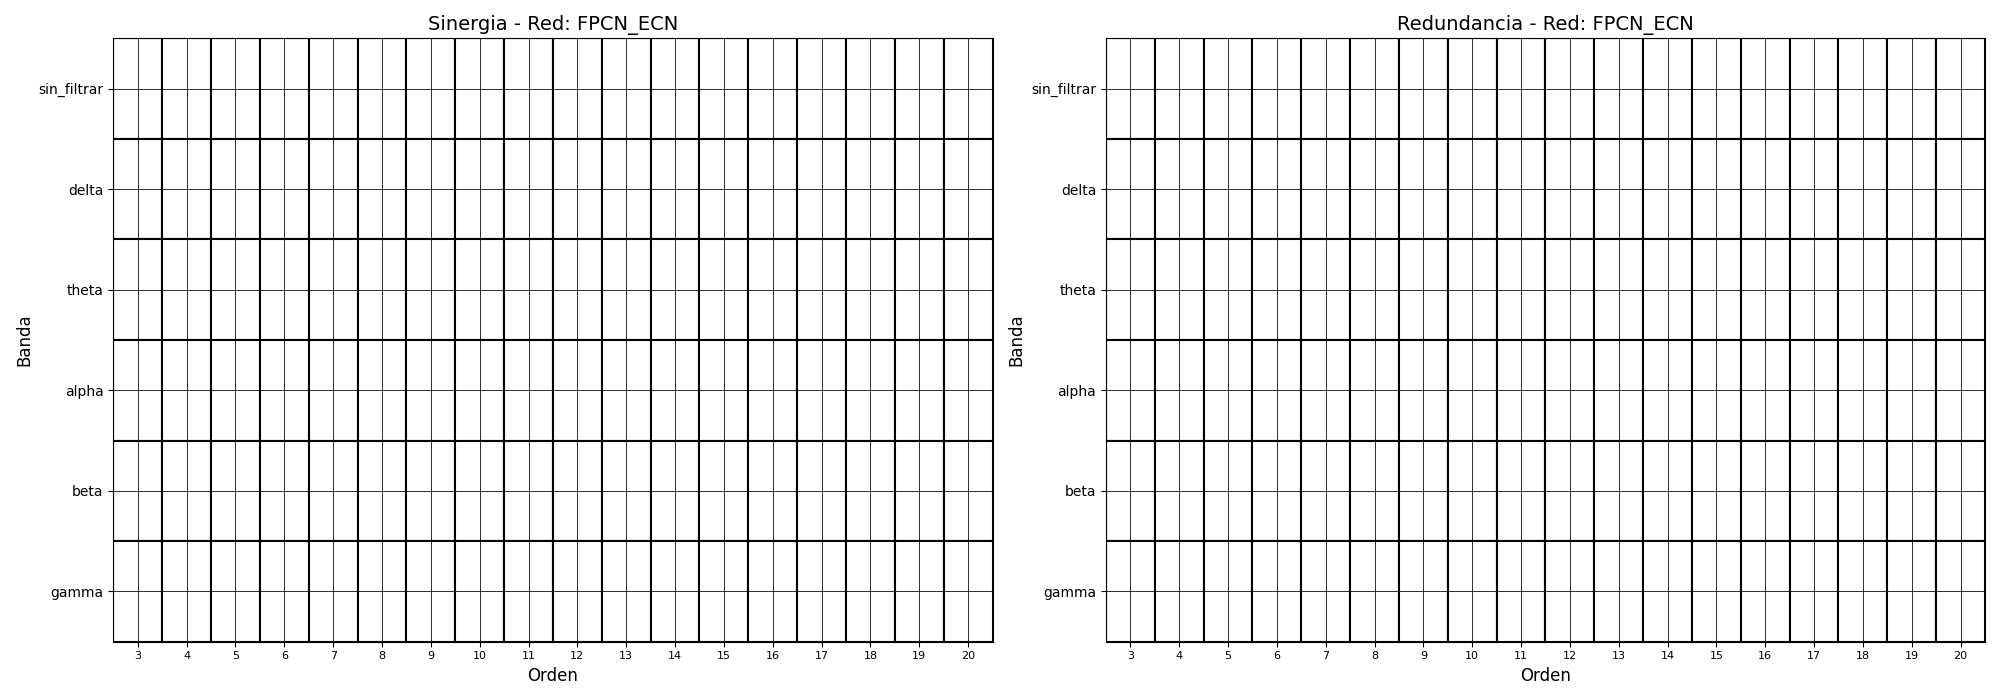 Sinergia - Red: FPCN_ECN
Banda
sin_filtrar
delta
theta
alpha
beta
gamma
3 4 5 6 7 8 9 10 11 12 13 14 15 16 17 18 19 20
Orden
Redundancia - Red: FPCN_ECN
Banda
sin_filtrar
delta
theta
alpha
beta
gamma
3 4 5 6 7 8 9 10 11 12 13 14 15 16 17 18 19 20
Orden